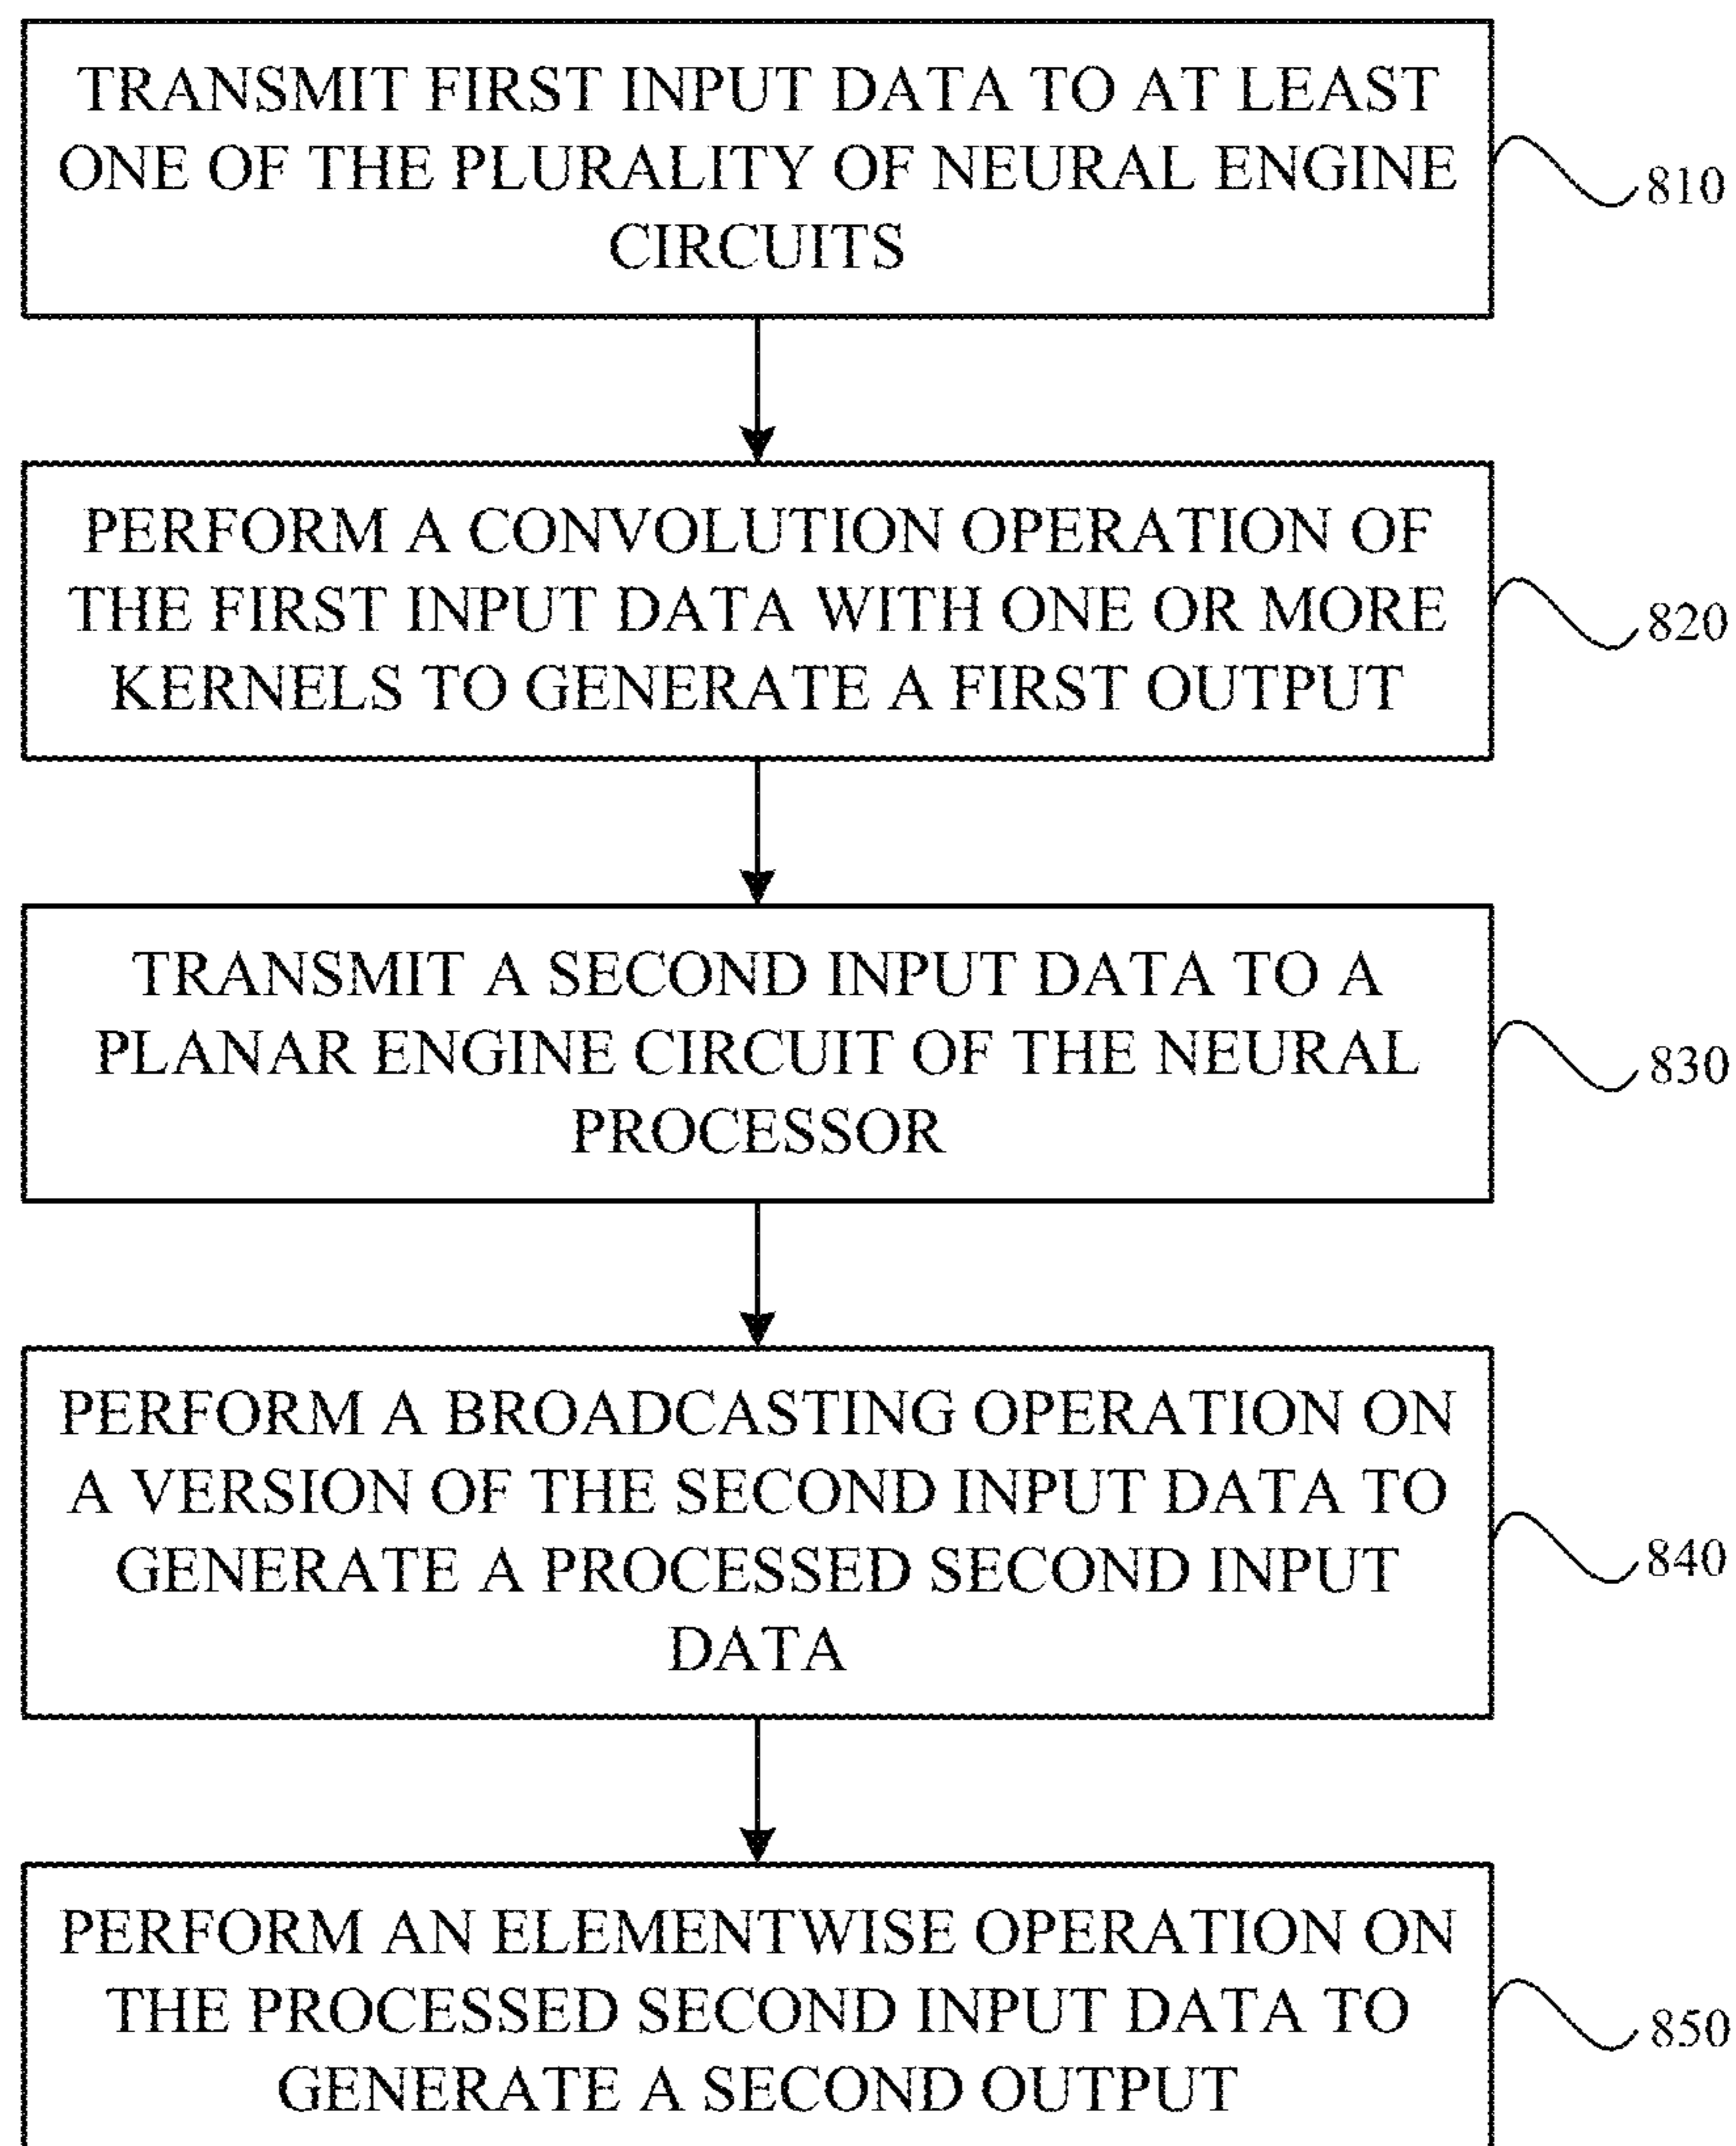 TRANSMIT FIRST INPUT DATA TO AT LEAST
ONE OF THE PLURALITY OF NEURAL ENGINE
CIRCUITS
810
PERFORM A CONVOLUTION OPERATION OF
THE FIRST INPUT DATA WITH ONE OR MORE
KERNELS TO GENERATE A FIRST OUTPUT
820
TRANSMIT A SECOND INPUT DATA TO A
PLANAR ENGINE CIRCUIT OF THE NEURAL
PROCESSOR
830
PERFORM A BROADCASTING OPERATION ON
A VERSION OF THE SECOND INPUT DATA TO
GENERATE A PROCESSED SECOND INPUT
DATA
840
PERFORM AN ELEMENTWISE OPERATION ON
THE PROCESSED SECOND INPUT DATA TO
GENERATE A SECOND OUTPUT
850